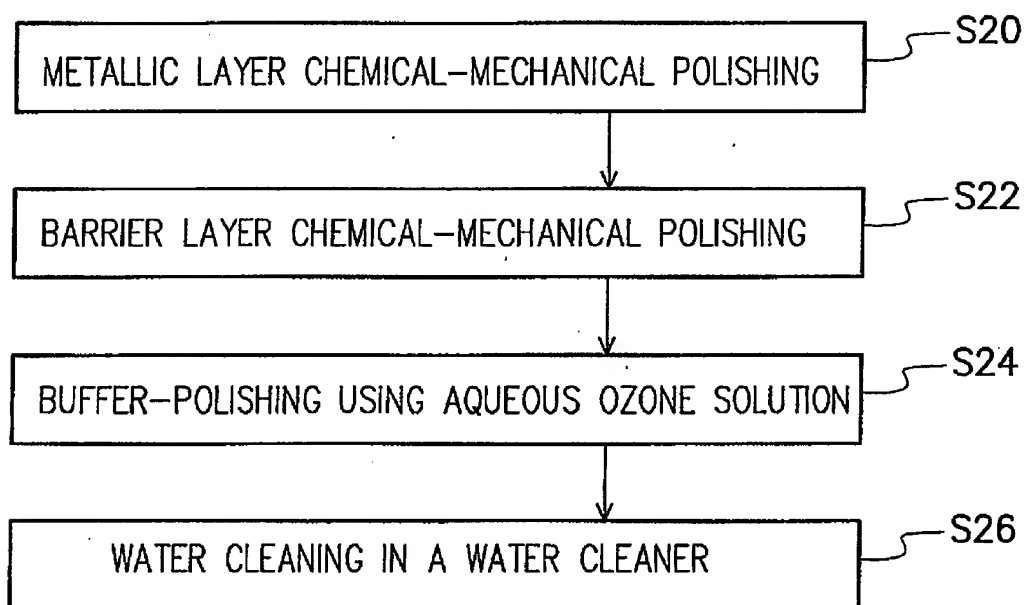 METALLIC LAYER CHEMICAL-MECHANICAL POLISHING
S20
BARRIER LAYER CHEMICAL-MECHANICAL POLISHING
S22
BUFFER-POLISHING USING AQUEOUS OZONE SOLUTION
S24
WATER CLEANING IN A WATER CLEANER
S26